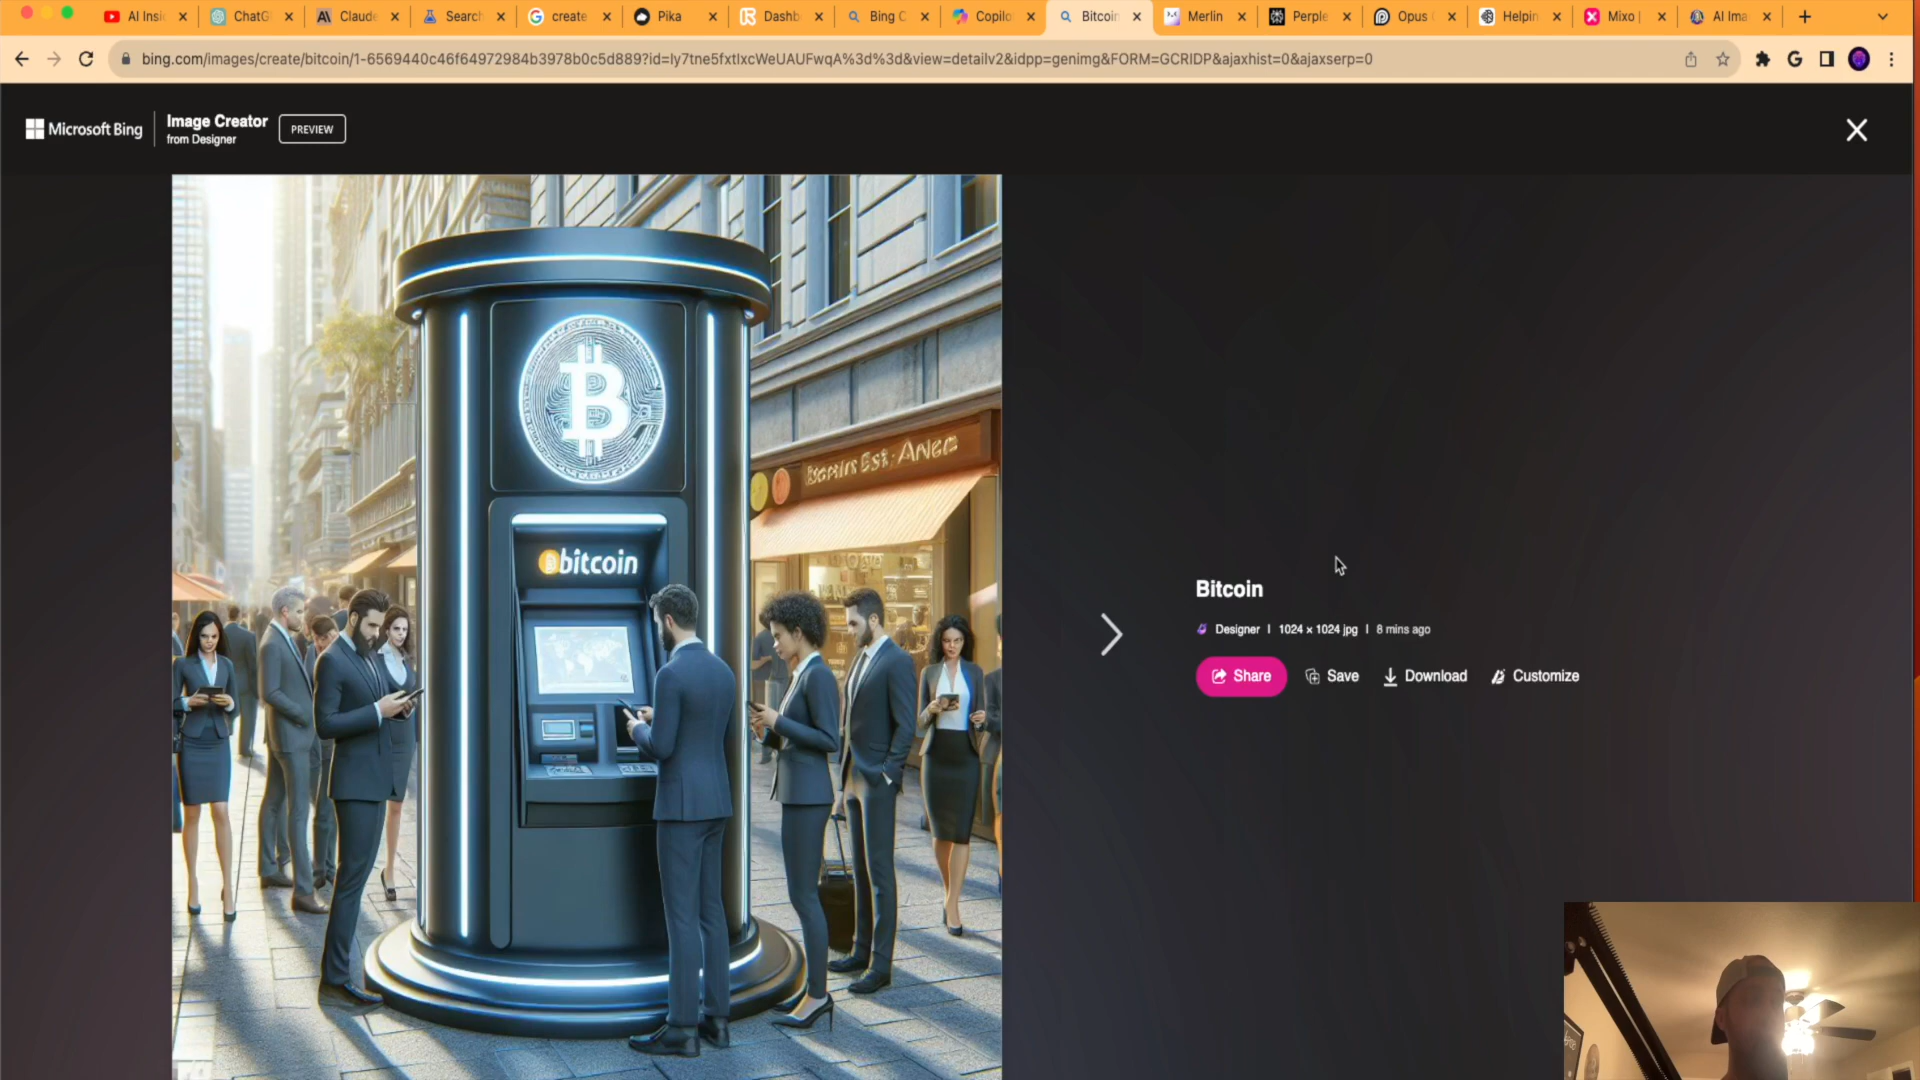 AI Insi
ChatG
Claude
Search
create
Pika
Dashb
Bing C
Copilo
Bitcoin
Merlin
Perple
Opus
Helpin
Mixo |
AI Ima
bing.com/images/create/bitcoin/1-6569440c46f64972984b3978b0c5d889?id=Iy7tne5fxtIxcWeUAUFwqA%3d%3d&view=detailv2&idpp=genimg&FORM=GCRIDP&ajaxhist=0&ajaxserp=0
Microsoft Bing
Image Creator
from Designer
PREVIEW
bitcoin
Bitcoin
Designer | 1024 × 1024 jpg | 8 mins ago
Share
Save
Download
Customize